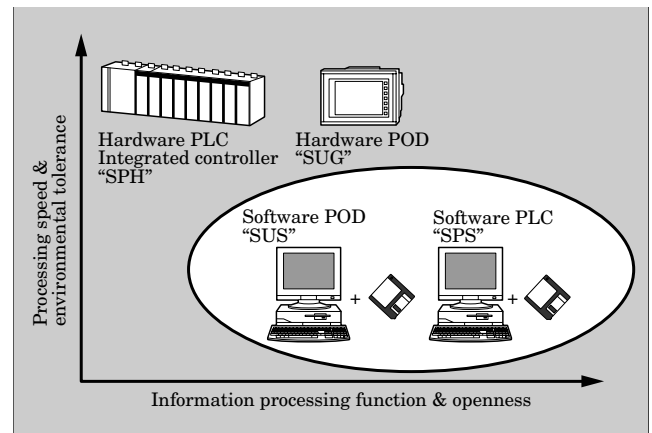 Processing speed &
environmental tolerance
Hardware PLC
Integrated controller
“SPH”
Hardware POD
“SUG”
Software POD
“SUS”
+
Software PLC
“SPS”
+
Information processing function & openness